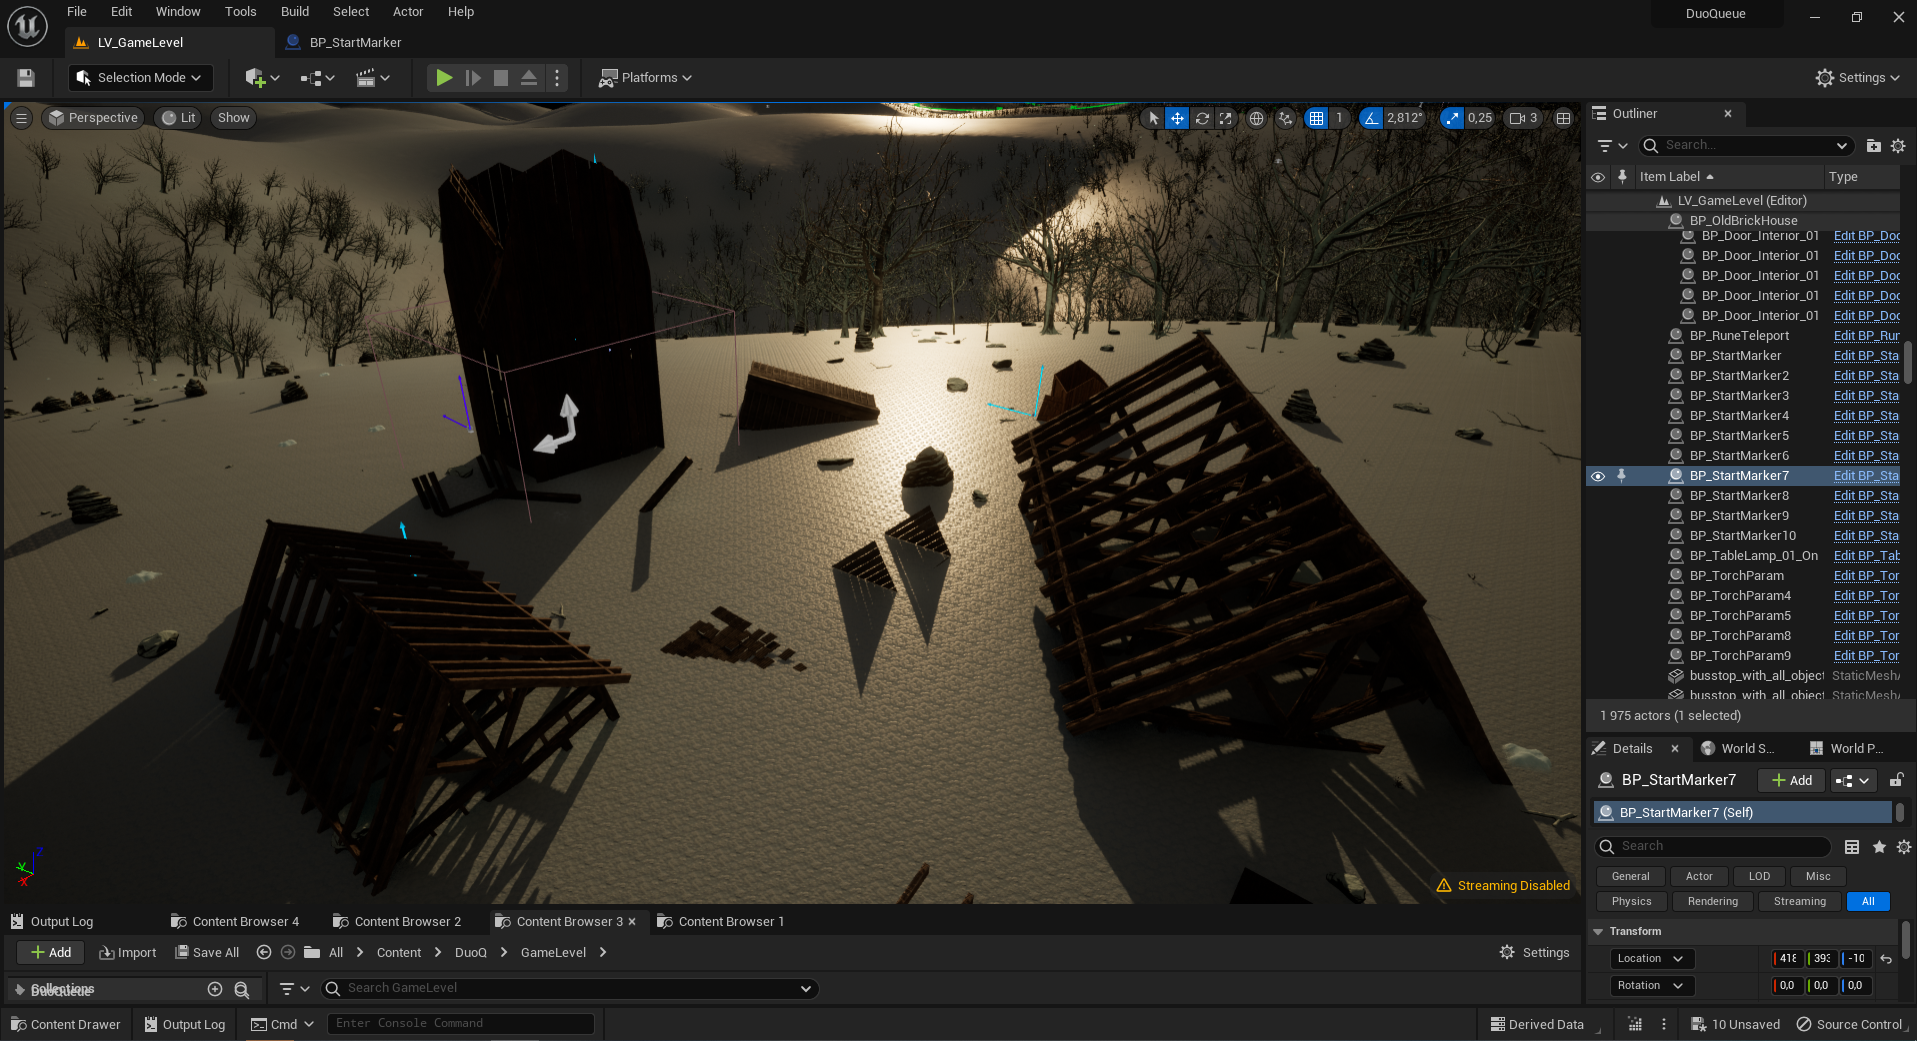 File Edit Window Tools Build Select Actor Help
DuoQueue
LV_GameLevel
BP_StartMarker
Selection Mode
Platforms
Settings
Perspective
Lit
Show
1
2,812°
0,25
3
Outliner
Search...
Item Label
Type
LV_GameLevel (Editor)
BP_OldBrickHouse
BP_Door_Interior_01 Edit BP_Doo
BP_Door_Interior_01 Edit BP_Doo
BP_Door_Interior_01 Edit BP_Doo
BP_Door_Interior_01 Edit BP_Doo
BP_Door_Interior_01 Edit BP_Doo
BP_RuneTeleport Edit BP_Run
BP_StartMarker Edit BP_Sta
BP_StartMarker2 Edit BP_Sta
BP_StartMarker3 Edit BP_Sta
BP_StartMarker4 Edit BP_Sta
BP_StartMarker5 Edit BP_Sta
BP_StartMarker6 Edit BP_Sta
BP_StartMarker7 Edit BP_Sta
BP_StartMarker8 Edit BP_Sta
BP_StartMarker9 Edit BP_Sta
BP_StartMarker10 Edit BP_Sta
BP_TableLamp_01_On Edit BP_Tab
BP_TorchParam Edit BP_Tor
BP_TorchParam4 Edit BP_Tor
BP_TorchParam5 Edit BP_Tor
BP_TorchParam8 Edit BP_Tor
BP_TorchParam9 Edit BP_Tor
busstop_with_all_object StaticMeshA
busstop_with_all_object StaticMeshA
1 975 actors (1 selected)
Details
World S...
World P...
BP_StartMarker7
Add
BP_StartMarker7 (Self)
Search
General Actor LOD Misc
Physics Rendering Streaming All
Transform
Location 418 393 -10
Rotation 0,0 0,0 0,0
Z
Y
X
Streaming Disabled
Output Log
Content Browser 4
Content Browser 2
Content Browser 3
Content Browser 1
Add
Import
Save All
All
Content
DuoQ
GameLevel
Settings
Collections
DuoQueue
Search GameLevel
Content Drawer
Output Log
Cmd
Enter Console Command
Derived Data
10 Unsaved
Source Control